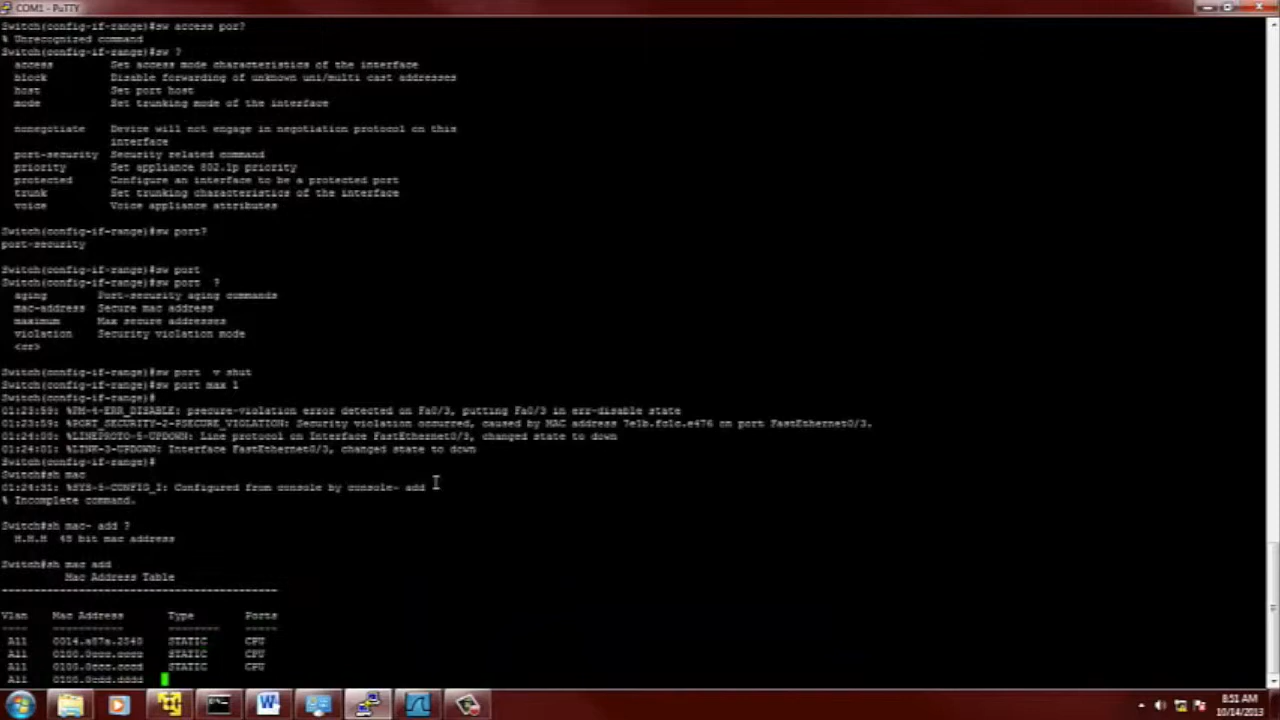 COM1 - PuTTY
Switch(config-if-range)#sw access por?
% Unrecognized command
Switch(config-if-range)#sw ?
access Set access mode characteristics of the interface
block Disable forwarding of unknown uni/multi cast addresses
host Set port host
mode Set trunking mode of the interface
nonegotiate Device will not engage in negotiation protocol on this
interface
port-security Security related command
priority Set appliance 802.1p priority
protected Configure an interface to be a protected port
trunk Set trunking characteristics of the interface
voice Voice appliance attributes
Switch(config-if-range)#sw port?
port-security
Switch(config-if-range)#sw port
Switch(config-if-range)#sw port ?
aging Port-security aging commands
mac-address Secure mac address
maximum Max secure addresses
violation Security violation mode
<cr>
Switch(config-if-range)#sw port v shut
Switch(config-if-range)#sw port max 1
Switch(config-if-range)#
01:23:59: %PM-4-ERR_DISABLE: psecure-violation error detected on Fa0/3, putting Fa0/3 in err-disable state
01:23:59: %PORT_SECURITY-2-PSECURE_VIOLATION: Security violation occurred, caused by MAC address on port FastEthernet0/3.
01:24:00: %LINEPROTO-5-UPDOWN: Line protocol on Interface FastEthernet0/3, changed state to down
01:24:01: %LINK-3-UPDOWN: Interface FastEthernet0/3, changed state to down
Switch(config-if-range)#
Switch#sh mac
01:24:31: %SYS-5-CONFIG_I: Configured from console by console- add
% Incomplete command.
Switch#sh mac- add ?
H.H.H 48 bit mac address
Switch#sh mac add
Mac Address Table
-------------------------------------------
Vlan Mac Address Type Ports
---- ----------- -------- -----
All STATIC CPU
All 0100.0ccc.cccc STATIC CPU
All 0100.0ccc.cccd STATIC CPU
All 0100.0cdd.dddd
8:51 AM
10/14/2013